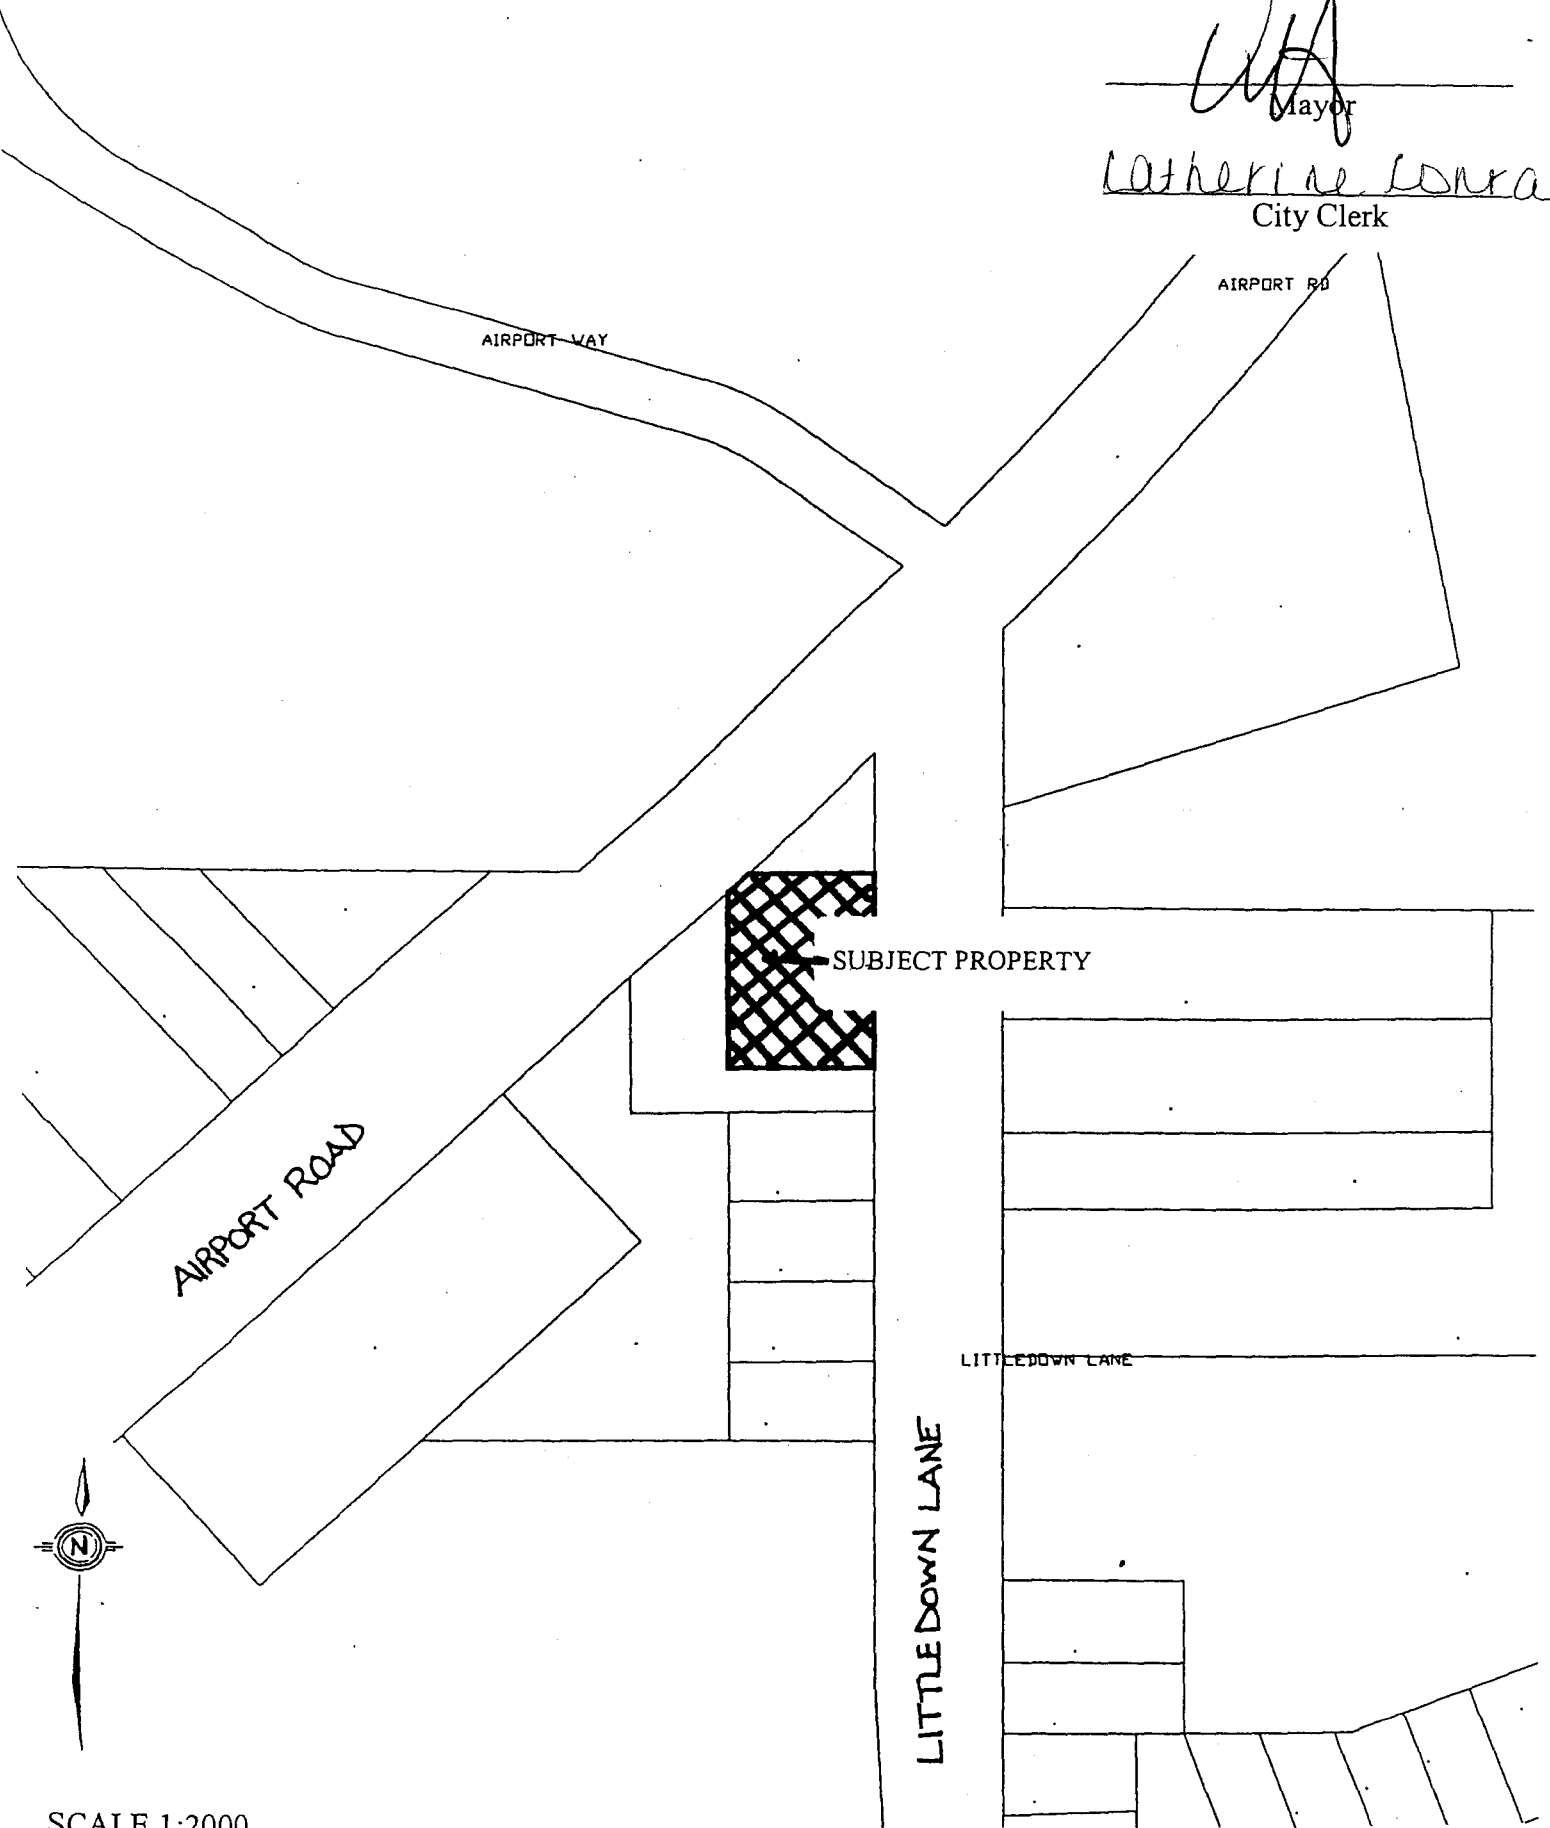 Mayor
Catherine
City Clerk
AIRPORT RD
AIRPORT WAY
SUBJECT PROPERTY
AIRPORT ROAD
LITTLEDOWN LANE
LITTLEDOWN LANE
N
SCALE 1:2000